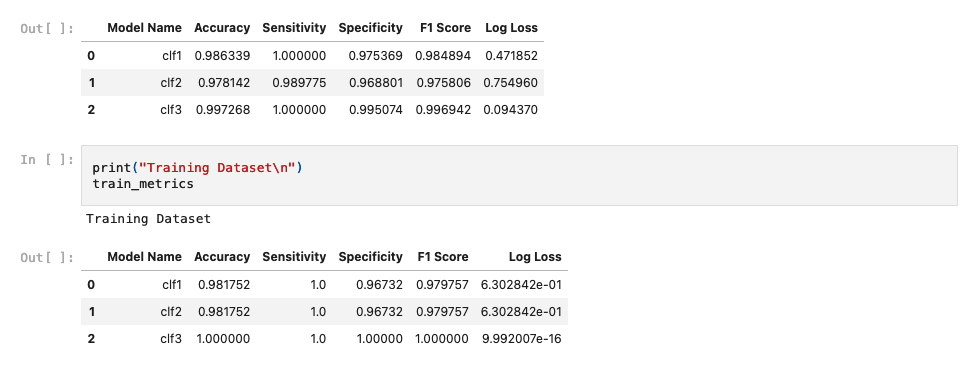 Out[ ]: Model Name Accuracy Sensitivity Specificity F1 Score Log Loss
0 clf1 0.986339 1.000000 0.975369 0.984894 0.471852
1 clf2 0.978142 0.989775 0.968801 0.975806 0.754960
2 clf3 0.997268 1.000000 0.995074 0.996942 0.094370
In [ ]: print("Training Dataset\n")
train_metrics
Training Dataset
Out[ ]: Model Name Accuracy Sensitivity Specificity F1 Score Log Loss
0 clf1 0.981752 1.0 0.96732 0.979757 6.302842e-01
1 clf2 0.981752 1.0 0.96732 0.979757 6.302842e-01
2 clf3 1.000000 1.0 1.00000 1.000000 9.992007e-16